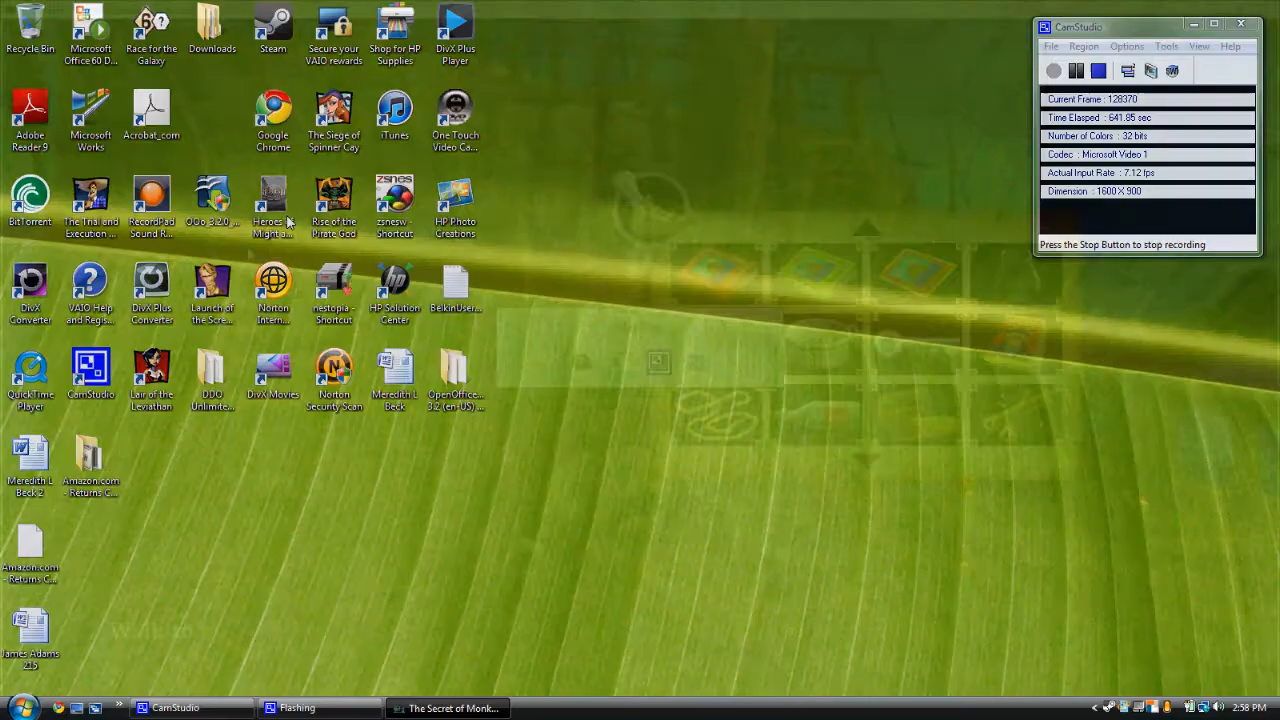 Recycle Bin
Microsoft
Office 60 D...
Race for the
Galaxy
Downloads
Steam
Secure your
VAIO rewards
Shop for HP
Supplies
DivX Plus
Player
Adobe
Reader 9
Microsoft
Works
Acrobat_com
Google
Chrome
The Siege of
Spinner Cay
iTunes
One Touch
Video Ca...
BitTorrent
The Trial and
Execution ...
RecordPad
Sound R...
OOo_3.2.0_...
Heroes
Might a...
Rise of the
Pirate God
zsnesw -
Shortcut
HP Photo
Creations
DivX
Converter
VAIO Help
and Regis...
DivX Plus
Converter
Launch of
the Scre...
Norton
Intern...
nestopia -
Shortcut
HP Solution
Center
BelkinUser...
QuickTime
Player
CamStudio
Lair of the
Leviathan
DDO
Unlimite...
DivX Movies
Norton
Security Scan
Meredith L
Beck
OpenOffice...
3.2 (en-US) ...
Meredith L
Beck 2
Amazon.com
- Returns C...
Amazon.com
- Returns C...
James Adams
215
CamStudio
File Region Options Tools View Help
Current Frame : 128370
Time Elasped : 641.85 sec
Number of Colors : 32 bits
Codec : Microsoft Video 1
Actual Input Rate : 7.12 fps
Dimension : 1600 X 900
Press the Stop Button to stop recording
CamStudio
Flashing
The Secret of Monk...
2:58 PM